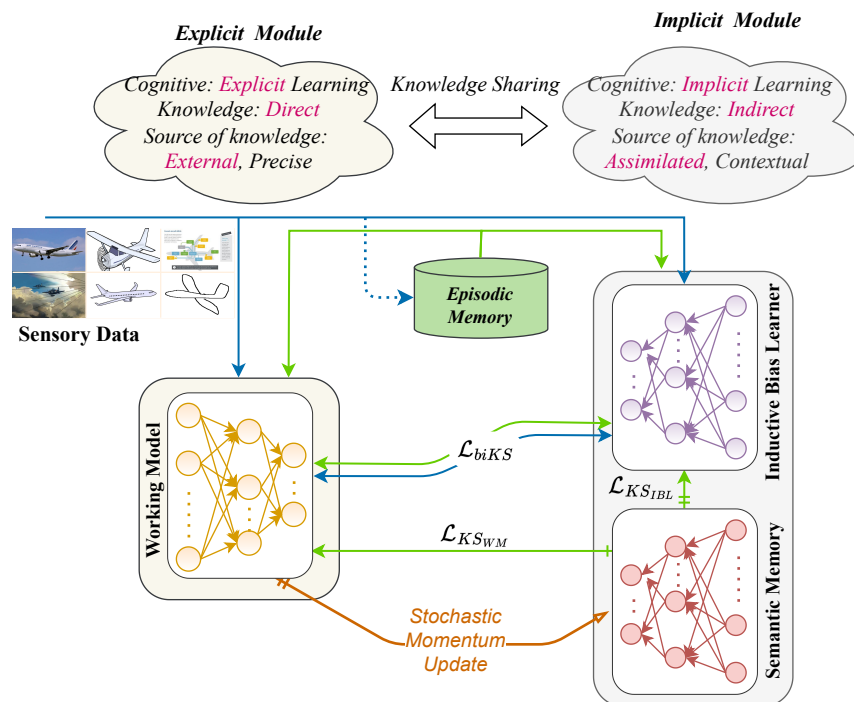 Explicit Module
Implicit Module
Cognitive: Explicit Learning
Knowledge: Direct
Source of knowledge:
External, Precise
Knowledge Sharing
Cognitive: Implicit Learning
Knowledge: Indirect
Source of knowledge:
Assimilated, Contextual
Sensory Data
Episodic
Memory
Working Model
Inductive Bias Learner
Semantic Memory
ℒ_biKS
ℒ_KS_IBL
ℒ_KS_WM
Stochastic
Momentum
Update